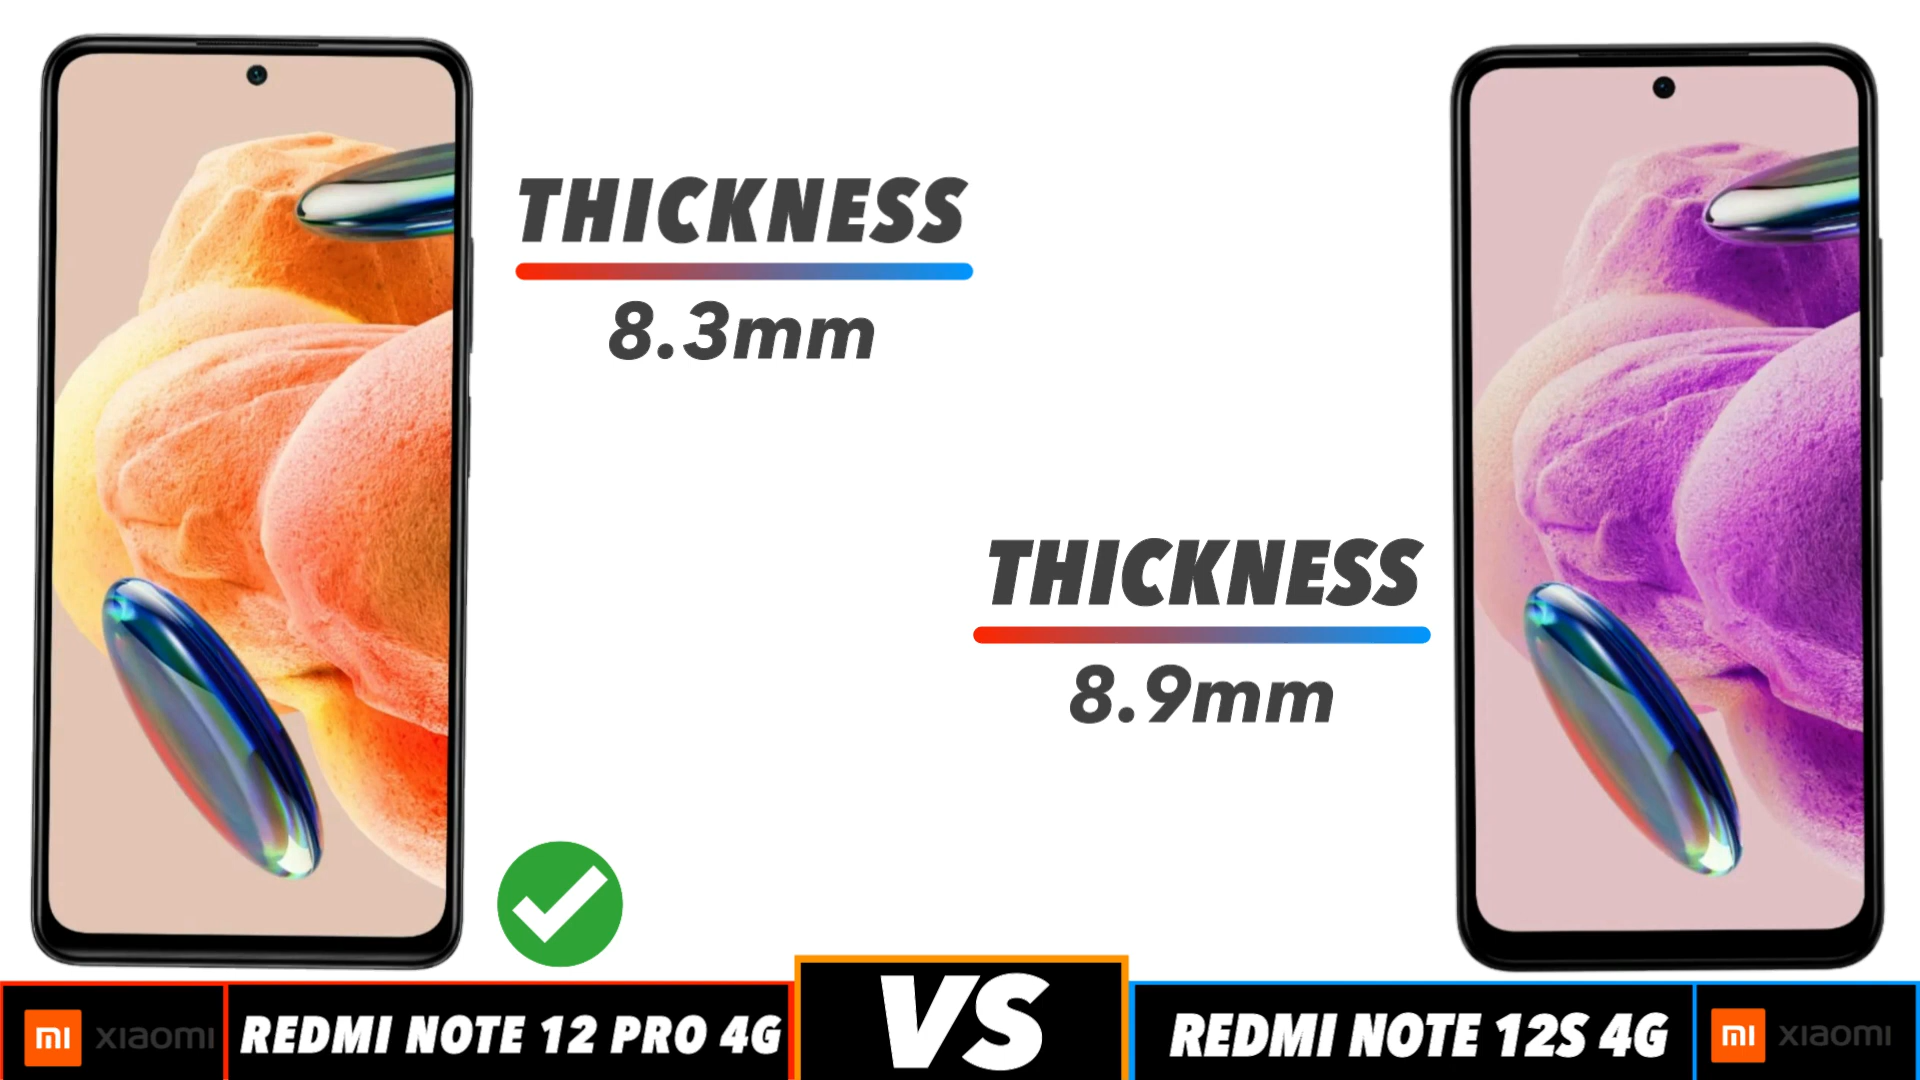 THICKNESS
8.3mm
THICKNESS
8.9mm
VS
mi xiaomi REDMI NOTE 12 PRO 4G
REDMI NOTE 12S 4G mi xiaomi